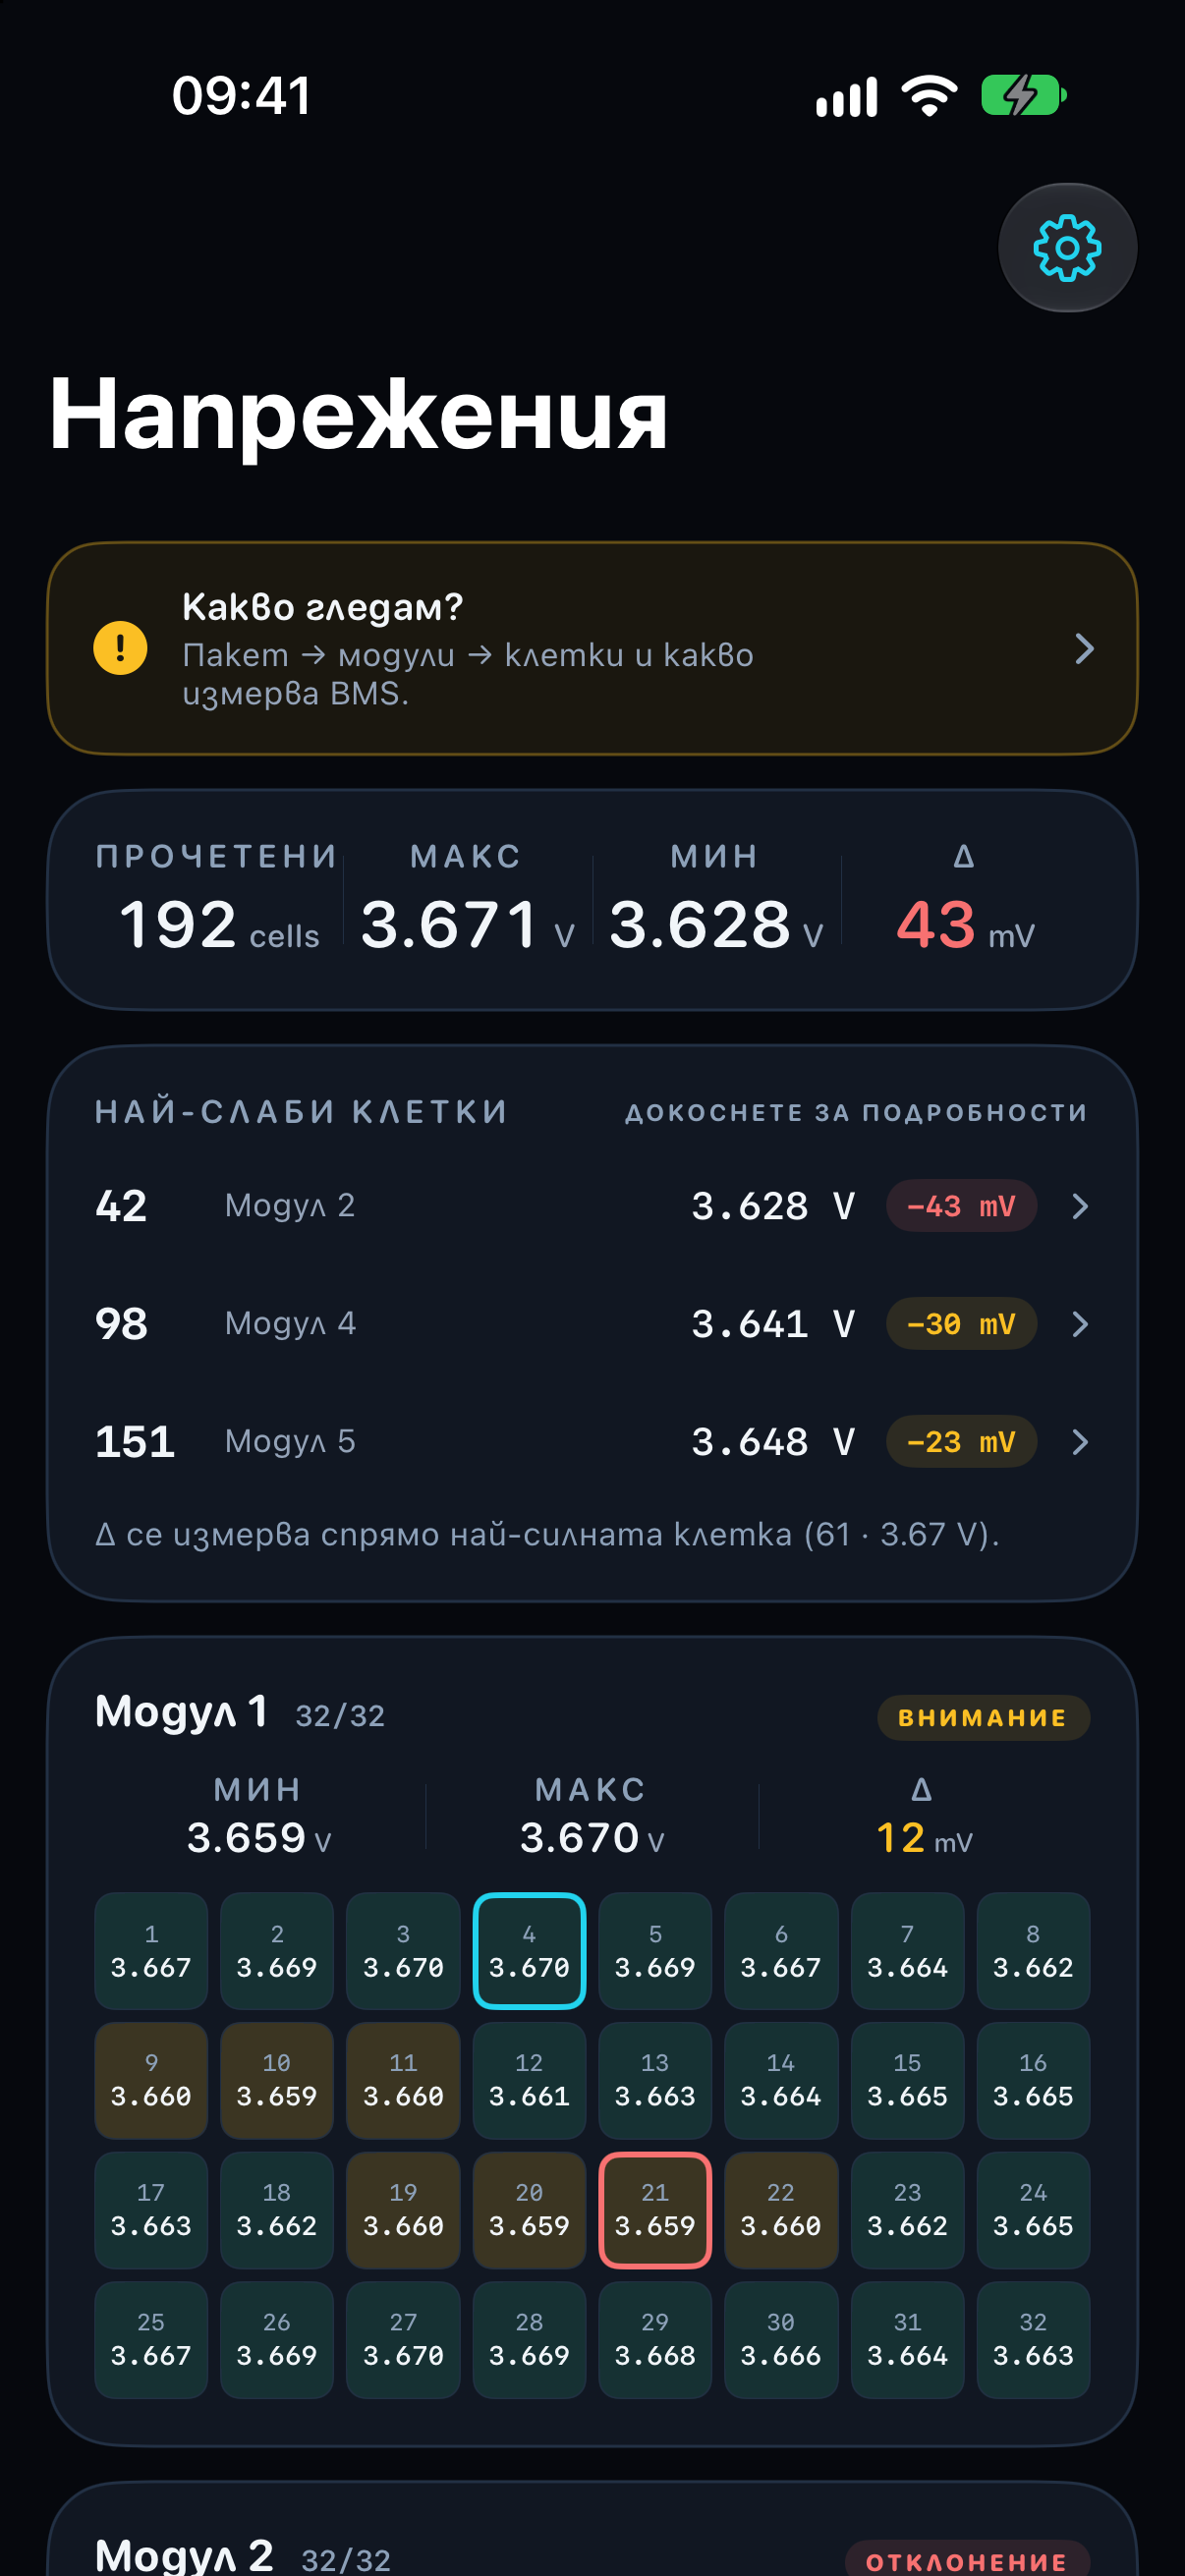 09:41
Напрежения
Какво гледам?
Пакет → модули → клетки и какво
измерва BMS.
ПРОЧЕТЕНИ МАКС МИН Δ
192 cells 3.671 V 3.628 V 43 mV
НАЙ-СЛАБИ КЛЕТКИ ДОКОСНЕТЕ ЗА ПОДРОБНОСТИ
42 Модул 2 3.628 V −43 mV
98 Модул 4 3.641 V −30 mV
151 Модул 5 3.648 V −23 mV
Δ се измерва спрямо най-силната клетка (61 · 3.67 V).
Модул 1 32/32 ВНИМАНИЕ
МИН МАКС Δ
3.659 V 3.670 V 12 mV
1 2 3 4 5 6 7 8
3.667 3.669 3.670 3.670 3.669 3.667 3.664 3.662
9 10 11 12 13 14 15 16
3.660 3.659 3.660 3.661 3.663 3.664 3.665 3.665
17 18 19 20 21 22 23 24
3.663 3.662 3.660 3.659 3.659 3.660 3.662 3.665
25 26 27 28 29 30 31 32
3.667 3.669 3.670 3.669 3.668 3.666 3.664 3.663
Модул 2 32/32 ОТКЛОНЕНИЕ